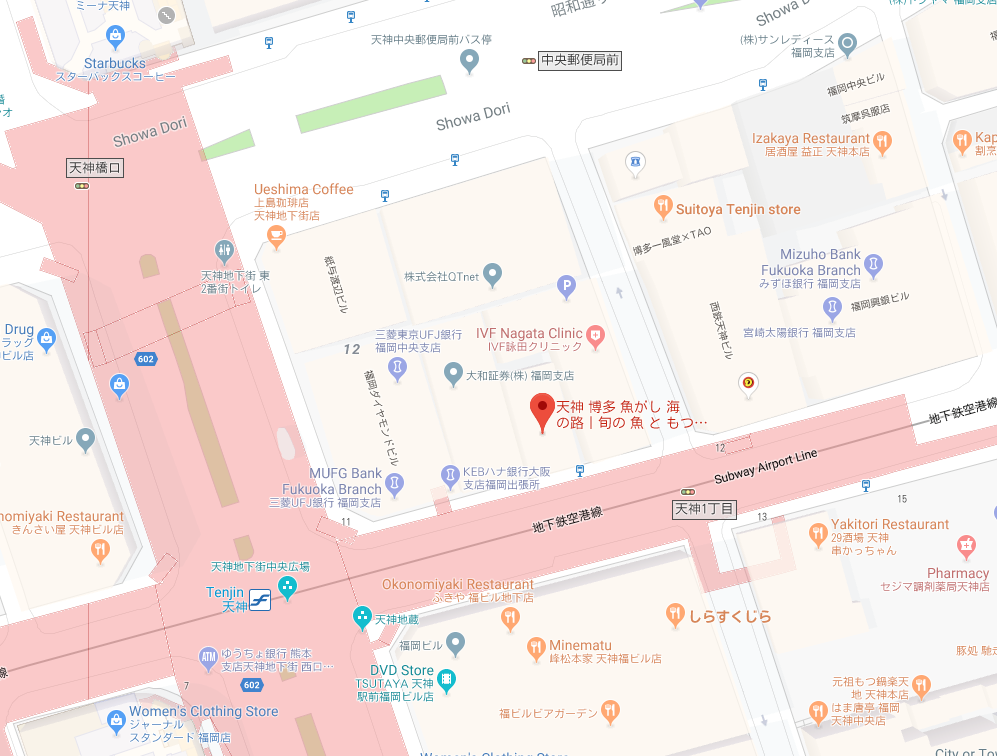 ミーナ天神
Starbucks
スターバックスコーヒー
天神中央郵便局前バス停
昭和通り
Showa D
(株)サンレディース
福岡支店
中央郵便局前
福岡中央ビル
筑摩呉服店
Showa Dori
Showa Dori
天神橋口
Izakaya Restaurant
居酒屋 益正 天神本店
Kap
割烹
Ueshima Coffee
上島珈琲店
天神地下街店
Suitoya Tenjin store
博多一風堂×TAO
天神地下街 東
2番街トイレ
紙与渡辺ビル
株式会社QTnet
P
Mizuho Bank
Fukuoka Branch
みずほ銀行 福岡支店
福岡興銀ビル
宮崎太陽銀行 福岡支店
西鉄天神ビル
Drug
ラック
ビル店
602
12
三菱東京UFJ銀行
福岡中央支店
IVF Nagata Clinic
IVF詠田クリニック
大和証券(株) 福岡支店
福岡ダイヤモンドビル
天神 博多 魚がし 海
の路｜旬の 魚 と もつ…
地下鉄空港線
天神ビル
12
Subway Airport Line
MUFG Bank
Fukuoka Branch
三菱UFJ銀行 福岡支店
KEBハナ銀行大阪
支店福岡出張所
天神1丁目
15
13
11
地下鉄空港線
nomiyaki Restaurant
きんさい屋 天神ビル店
Yakitori Restaurant
29酒場 天神
串かっちゃん
Pharmacy
セジマ調剤薬局天神店
天神地下街中央広場
Tenjin
天神
Okonomiyaki Restaurant
ふきや 福ビル地下店
天神地蔵
しらすくじら
福岡ビル
Minematu
峰松本家 天神福ビル店
豚処 馳走
ATM
ゆうちょ銀行 熊本
支店天神地下街 西口…
線
DVD Store
TSUTAYA 天神
駅前福岡ビル店
7
602
元祖もつ鍋楽天
地 天神本店
はま唐亭 福岡
天神中央店
福ビルビアガーデン
Women's Clothing Store
ジャーナル
スタンダード 福岡店
Women's Clothing Store
City or To